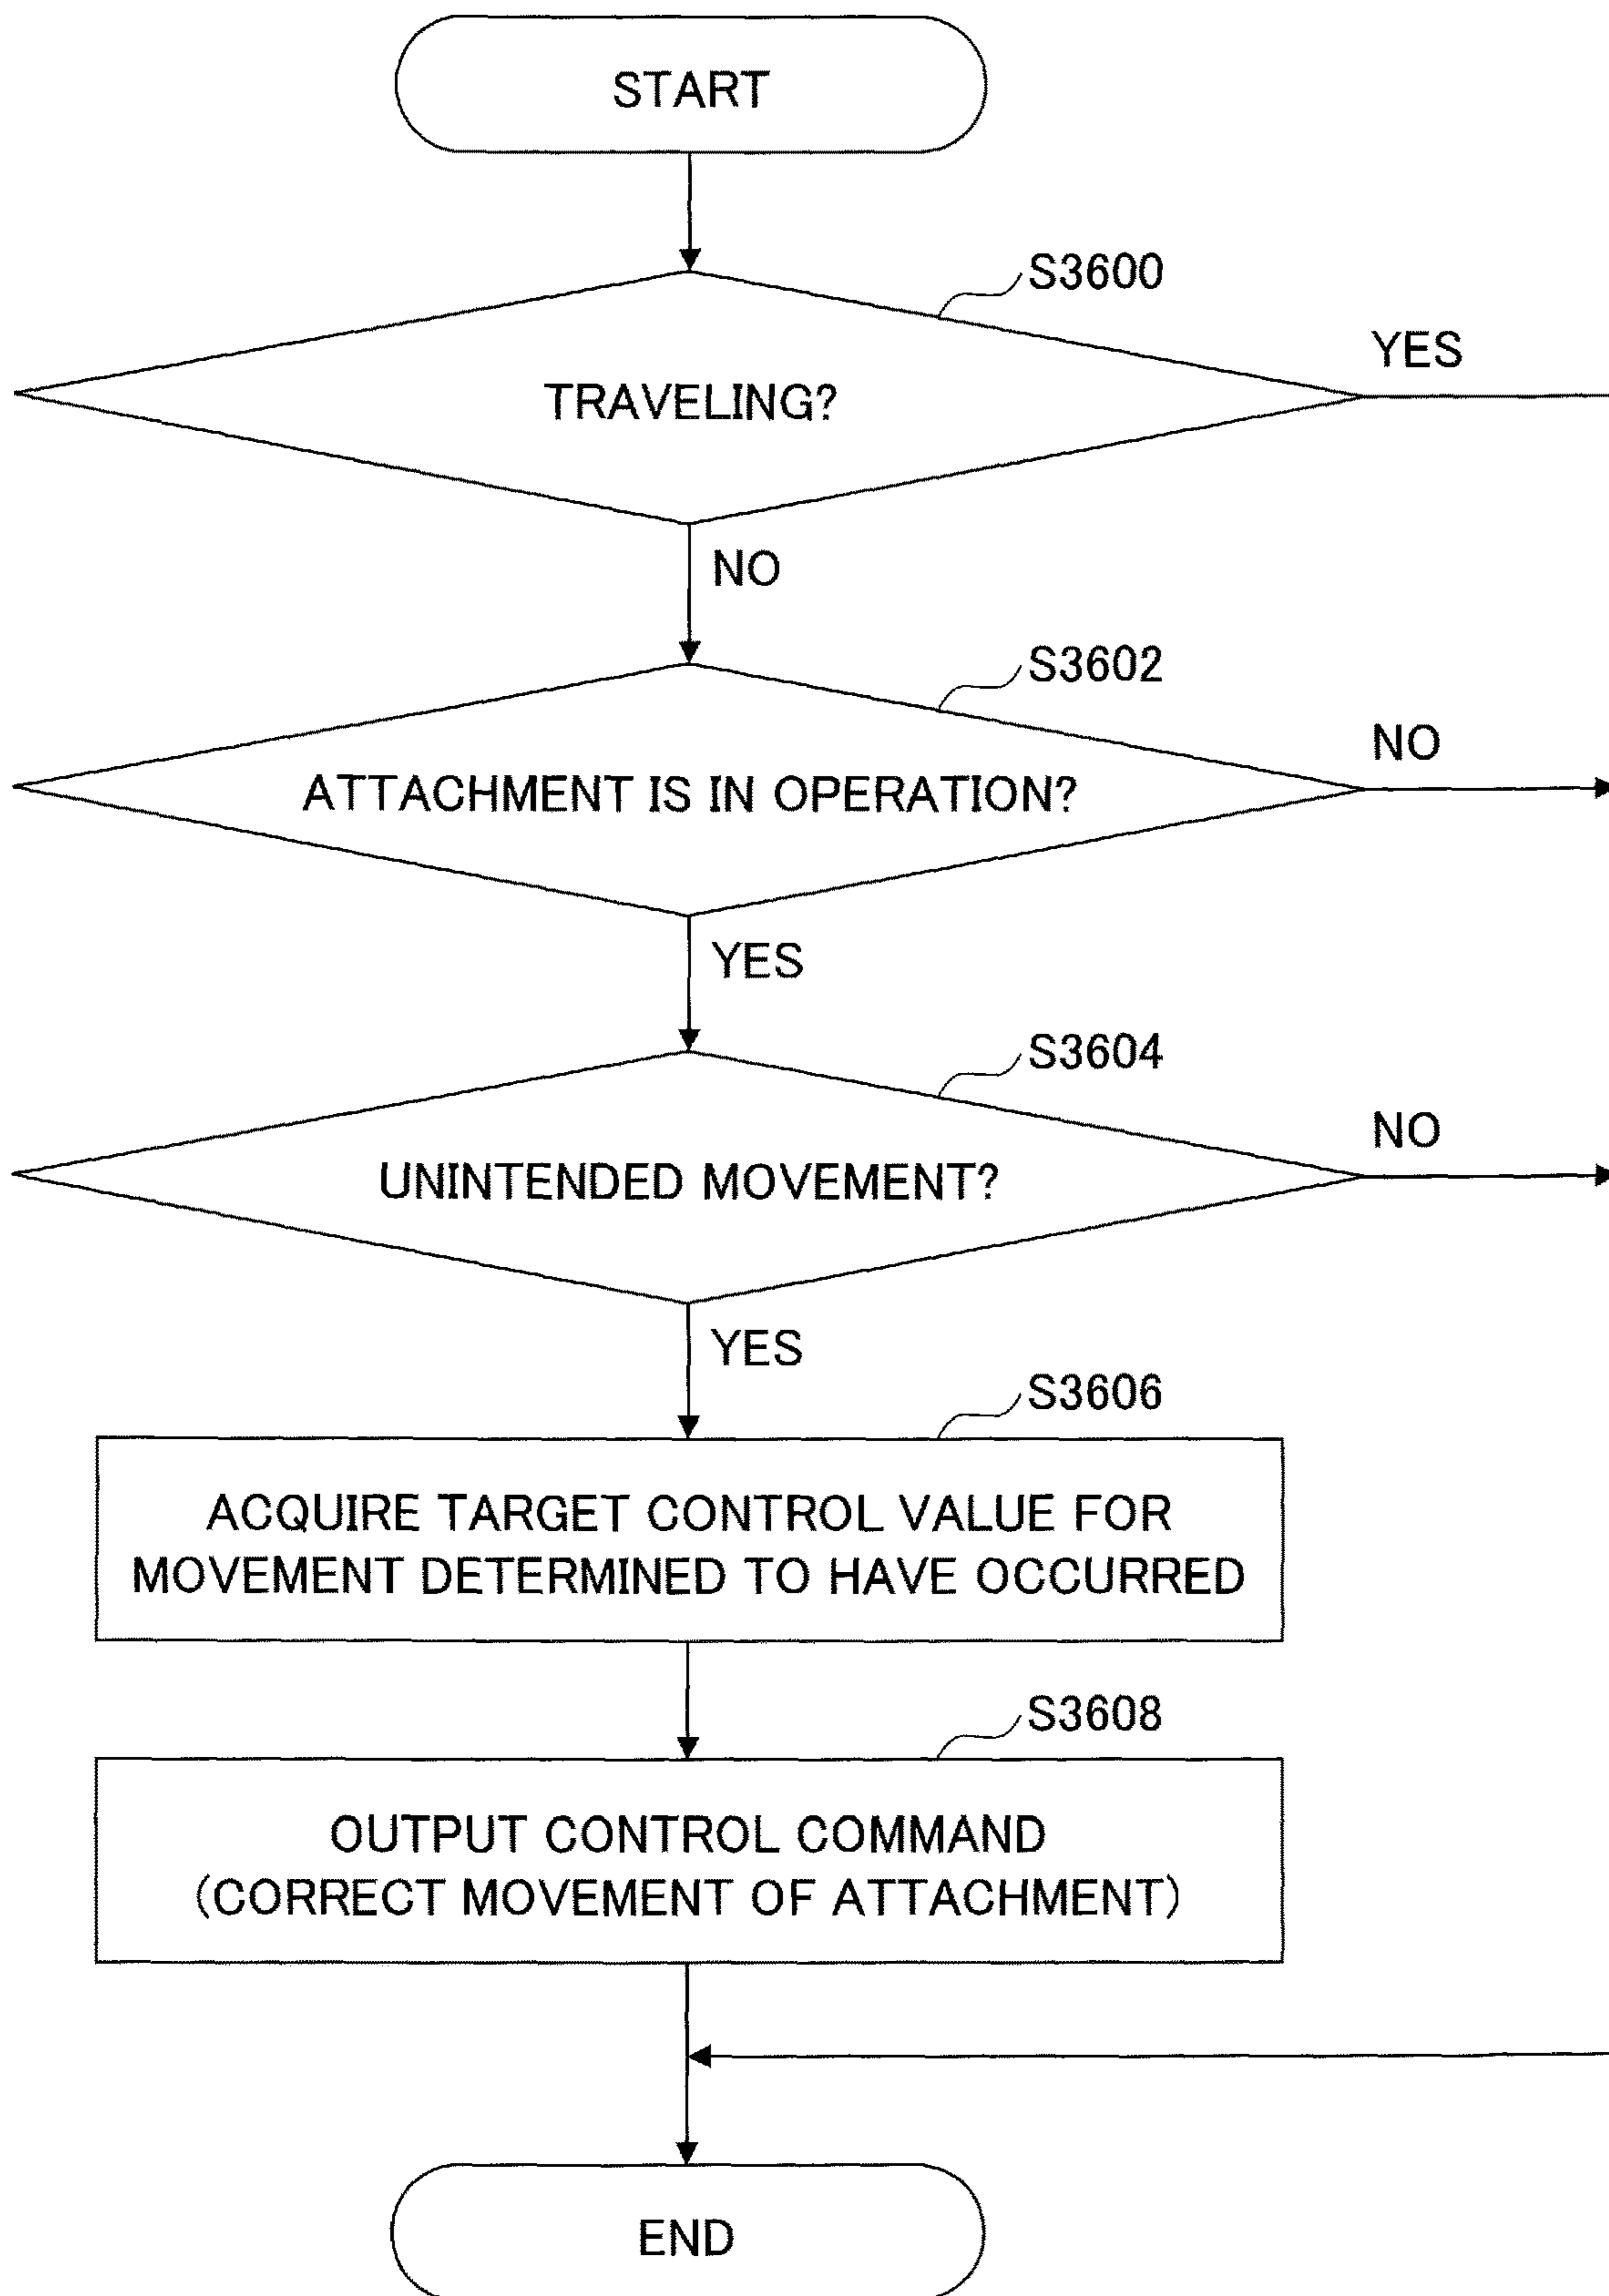 START
S3600
YES
TRAVELING?
NO
S3602
NO
ATTACHMENT IS IN OPERATION?
YES
S3604
NO
UNINTENDED MOVEMENT?
YES
S3606
ACQUIRE TARGET CONTROL VALUE FOR
MOVEMENT DETERMINED TO HAVE OCCURRED
S3608
OUTPUT CONTROL COMMAND
(CORRECT MOVEMENT OF ATTACHMENT)
END